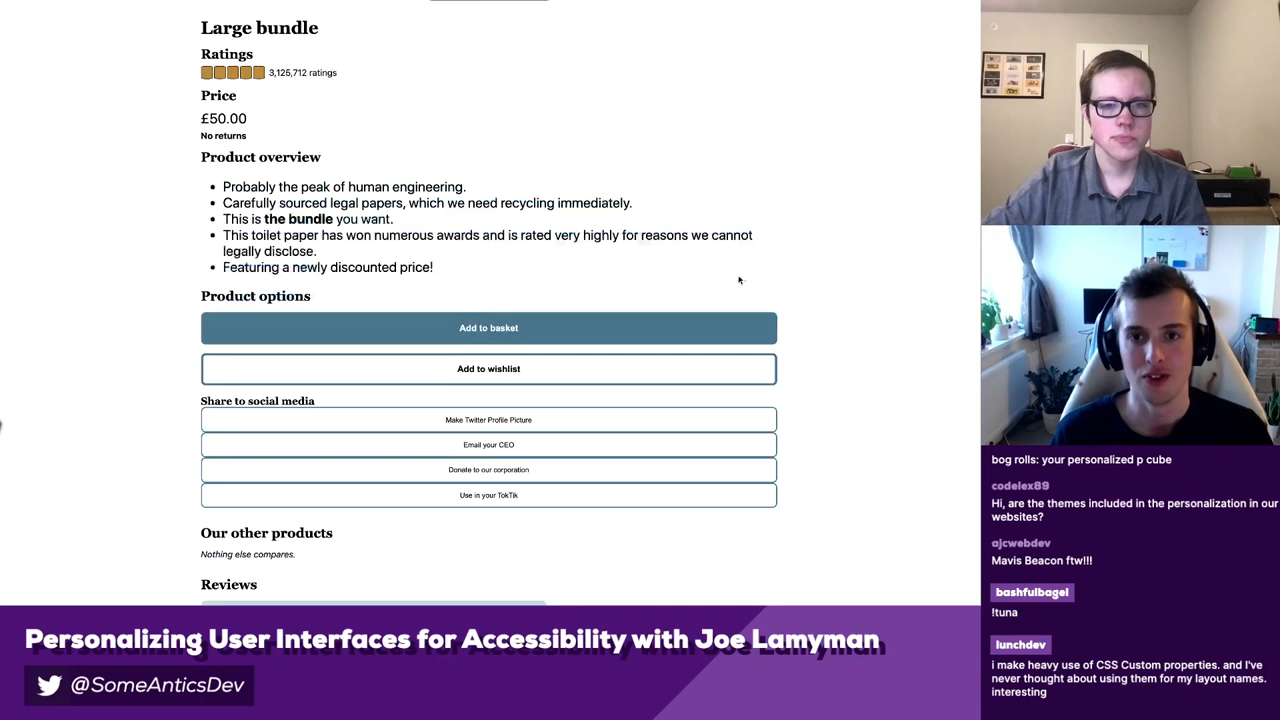 Large bundle
Ratings
3,125,712 ratings
Price
£50.00
No returns
Product overview
Probably the peak of human engineering.
Carefully sourced legal papers, which we need recycling immediately.
This is the bundle you want.
This toilet paper has won numerous awards and is rated very highly for reasons we cannot
legally disclose.
Featuring a newly discounted price!
Product options
Add to basket
Add to wishlist
Share to social media
Make Twitter Profile Picture
Email your CEO
Donate to our corporation
Use in your TokTik
Our other products
Nothing else compares.
Reviews
bog rolls: your personalized p cube
codelex89
Hi, are the themes included in the personalization in our
websites?
ajcwebdev
Mavis Beacon ftw!!!
bashfulbagel
!tuna
lunchdev
i make heavy use of CSS Custom properties. and I've
never thought about using them for my layout names.
interesting
Personalizing User Interfaces for Accessibility with Joe Lamyman
@SomeAnticsDev